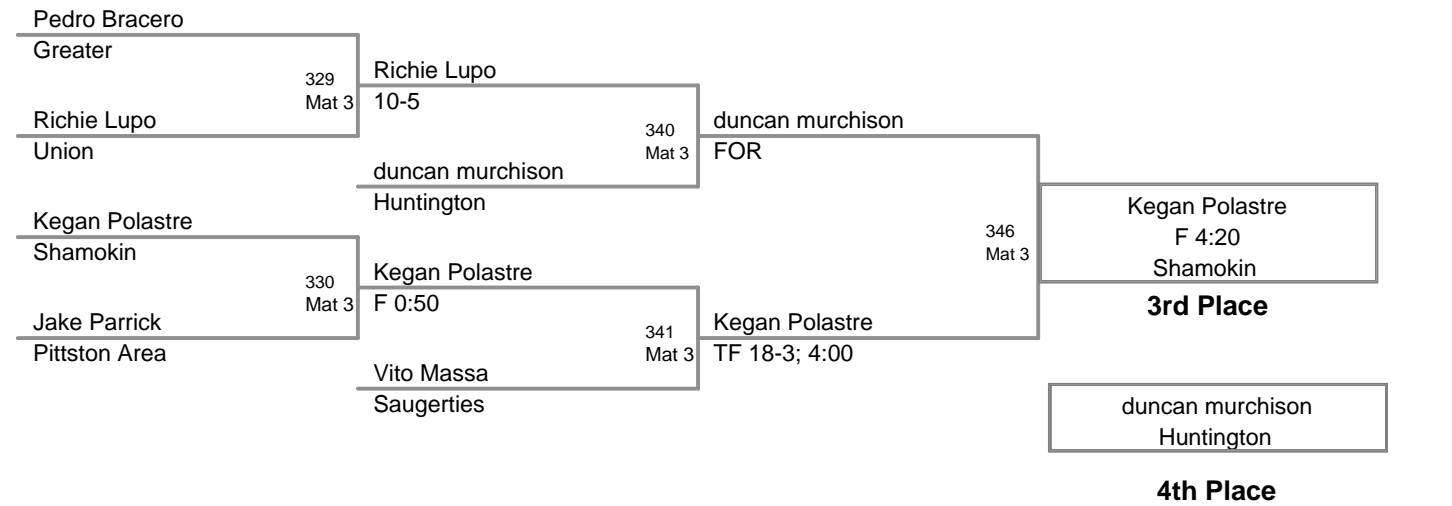 Pedro Bracero
Greater
329
Mat 3
Richie Lupo
10-5
Richie Lupo
Union
340
Mat 3
duncan murchison
FOR
duncan murchison
Huntington
Kegan Polastre
Shamokin
346
Mat 3
Kegan Polastre
F 4:20
Shamokin
3rd Place
330
Mat 3
Kegan Polastre
F 0:50
Jake Parrick
Pittston Area
341
Mat 3
Kegan Polastre
TF 18-3; 4:00
Vito Massa
Saugerties
duncan murchison
Huntington
4th Place